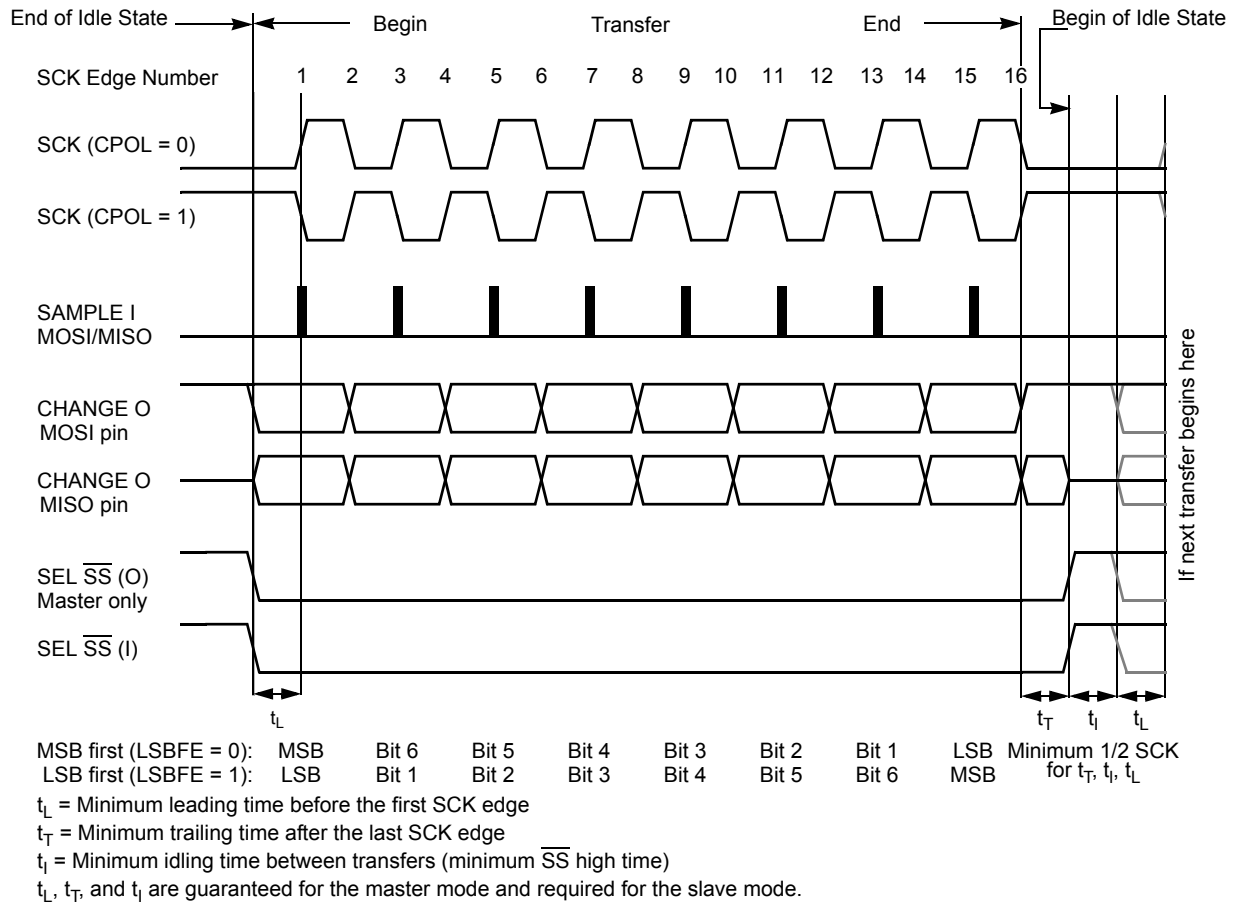 End of Idle State
Begin
Transfer
End
Begin of Idle State
SCK Edge Number
1 2 3 4 5 6 7 8 9 10 11 12 13 14 15 16
SCK (CPOL = 0)
SCK (CPOL = 1)
SAMPLE I
MOSI/MISO
CHANGE O
MOSI pin
CHANGE O
MISO pin
SEL S̅S̅ (O)
Master only
SEL S̅S̅ (I)
If next transfer begins here
tL
tT tI tL
MSB first (LSBFE = 0): MSB Bit 6 Bit 5 Bit 4 Bit 3 Bit 2 Bit 1 LSB Minimum 1/2 SCK
LSB first (LSBFE = 1): LSB Bit 1 Bit 2 Bit 3 Bit 4 Bit 5 Bit 6 MSB for tT, tI, tL
tL = Minimum leading time before the first SCK edge
tT = Minimum trailing time after the last SCK edge
tI = Minimum idling time between transfers (minimum S̅S̅ high time)
tL, tT, and tI are guaranteed for the master mode and required for the slave mode.